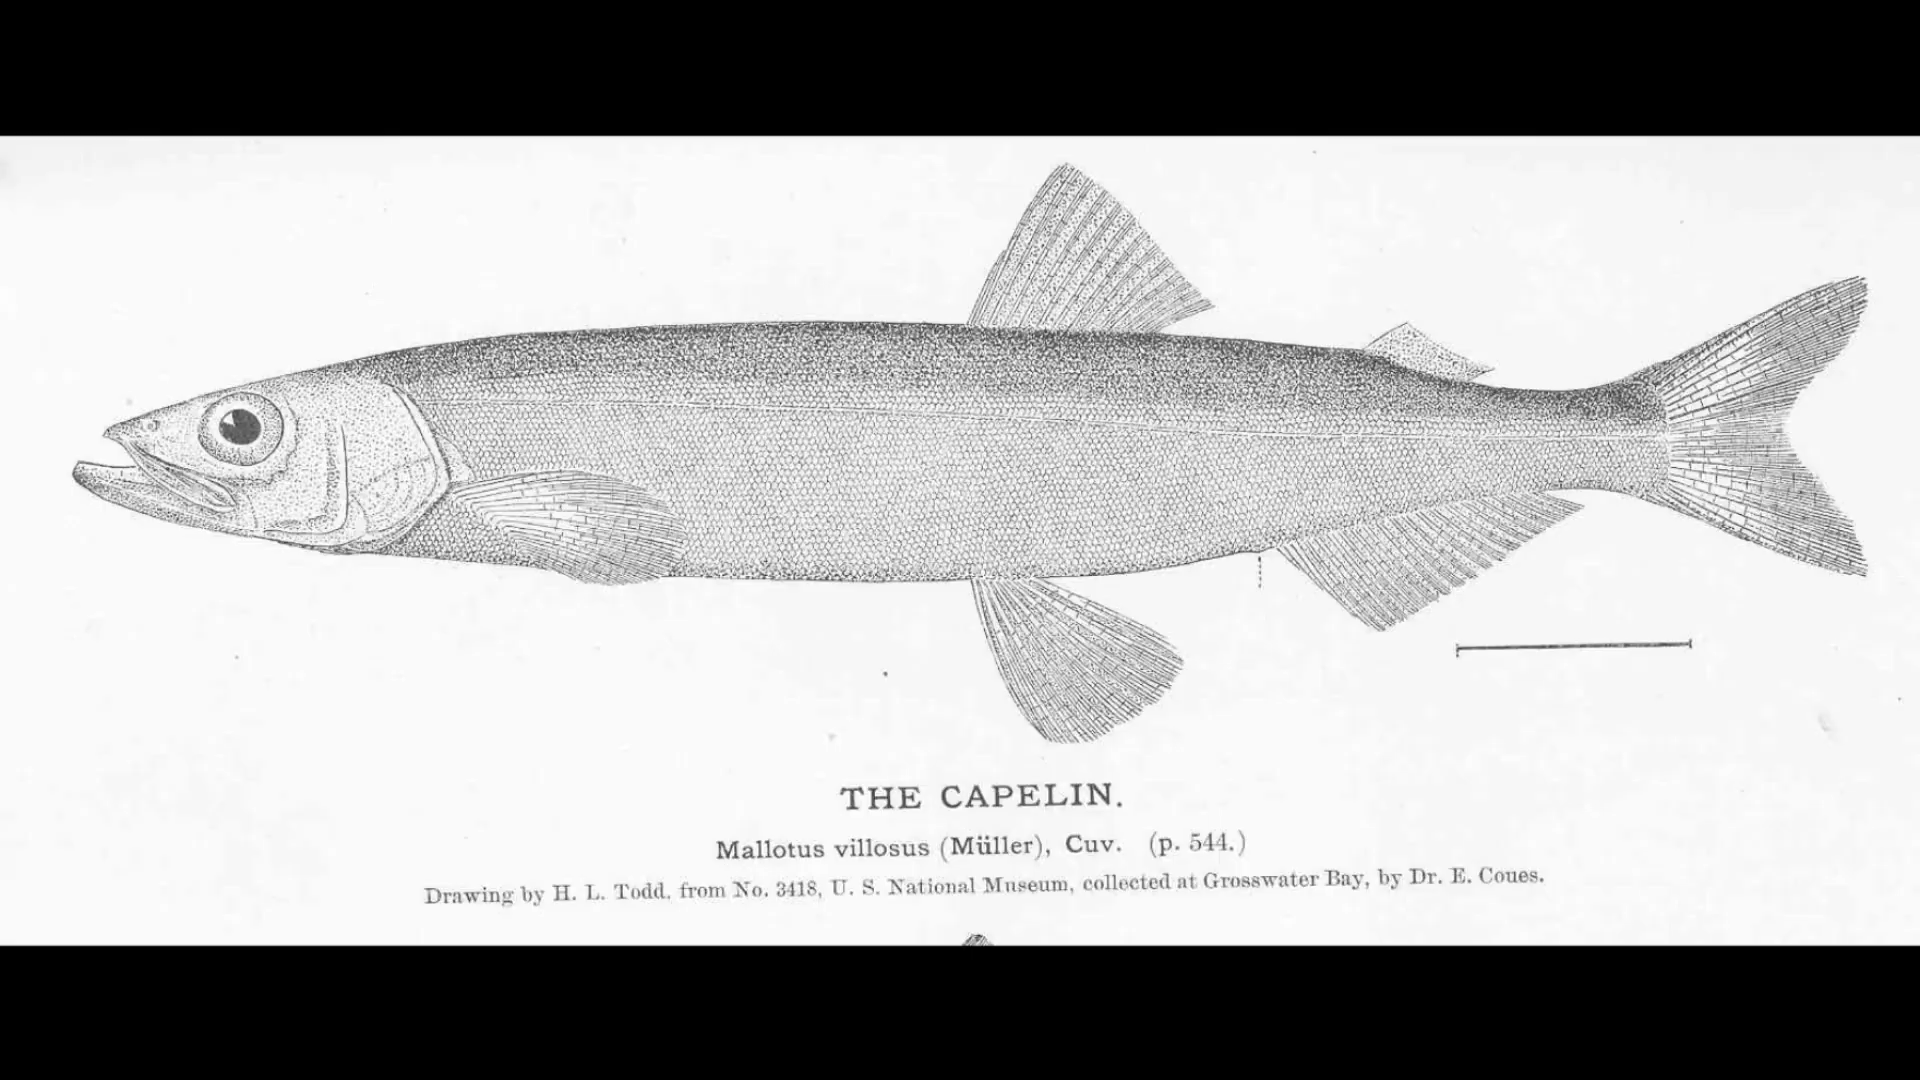 THE CAPELIN.
Mallotus villosus (Müller), Cuv. (p. 544.)
Drawing by H. L. Todd, from No. 3418, U. S. National Museum, collected at Grosswater Bay, by Dr. E. Coues.